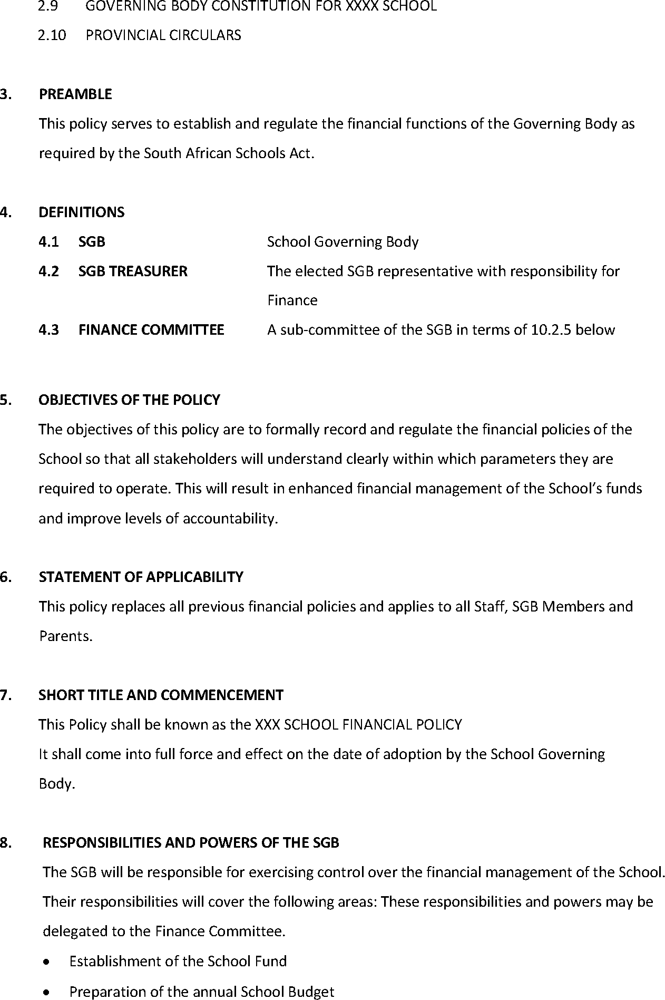 2.9 GOVERNING BODY CONSTITUTION FOR XXXX SCHOOL
2.10 PROVINCIAL CIRCULARS
3. PREAMBLE
This policy serves to establish and regulate the financial functions of the Governing Body as
required by the South African Schools Act.
4. DEFINITIONS
4.1 SGB School Governing Body
4.2 SGB TREASURER The elected SGB representative with responsibility for
Finance
4.3 FINANCE COMMITTEE A sub-committee of the SGB in terms of 10.2.5 below
5. OBJECTIVES OF THE POLICY
The objectives of this policy are to formally record and regulate the financial policies of the
School so that all stakeholders will understand clearly within which parameters they are
required to operate. This will result in enhanced financial management of the School’s funds
and improve levels of accountability.
6. STATEMENT OF APPLICABILITY
This policy replaces all previous financial policies and applies to all Staff, SGB Members and
Parents.
7. SHORT TITLE AND COMMENCEMENT
This Policy shall be known as the XXX SCHOOL FINANCIAL POLICY
It shall come into full force and effect on the date of adoption by the School Governing
Body.
8. RESPONSIBILITIES AND POWERS OF THE SGB
The SGB will be responsible for exercising control over the financial management of the School.
Their responsibilities will cover the following areas: These responsibilities and powers may be
delegated to the Finance Committee.
• Establishment of the School Fund
• Preparation of the annual School Budget